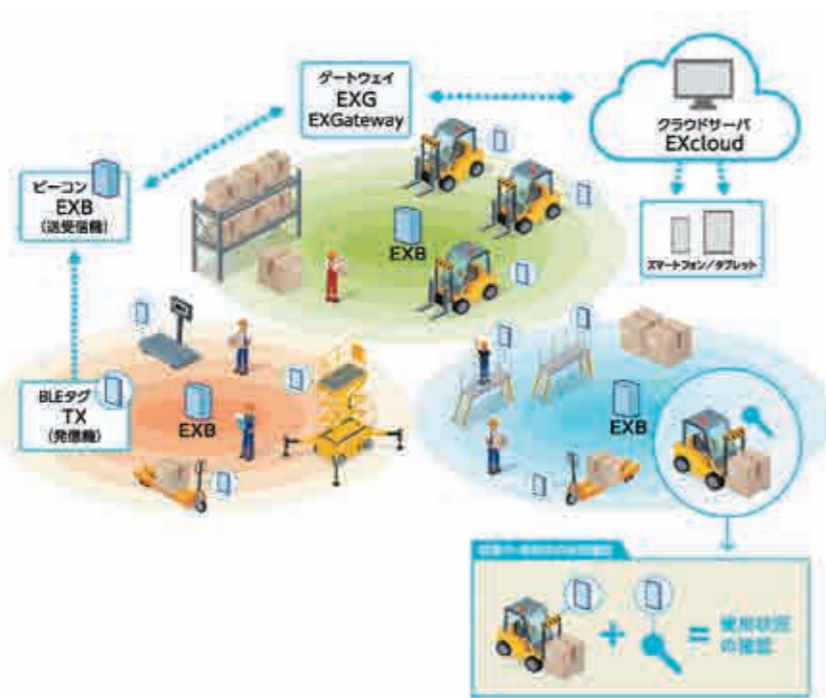 ゲートウェイ
EXG
EXGateway
クラウドサーバ
EXcloud
ビーコン
EXB
(送受信機)
スマートフォン/タブレット
EXB
BLEタグ
TX
(発信機)
EXB
EXB
+
=
使用状況
の確認